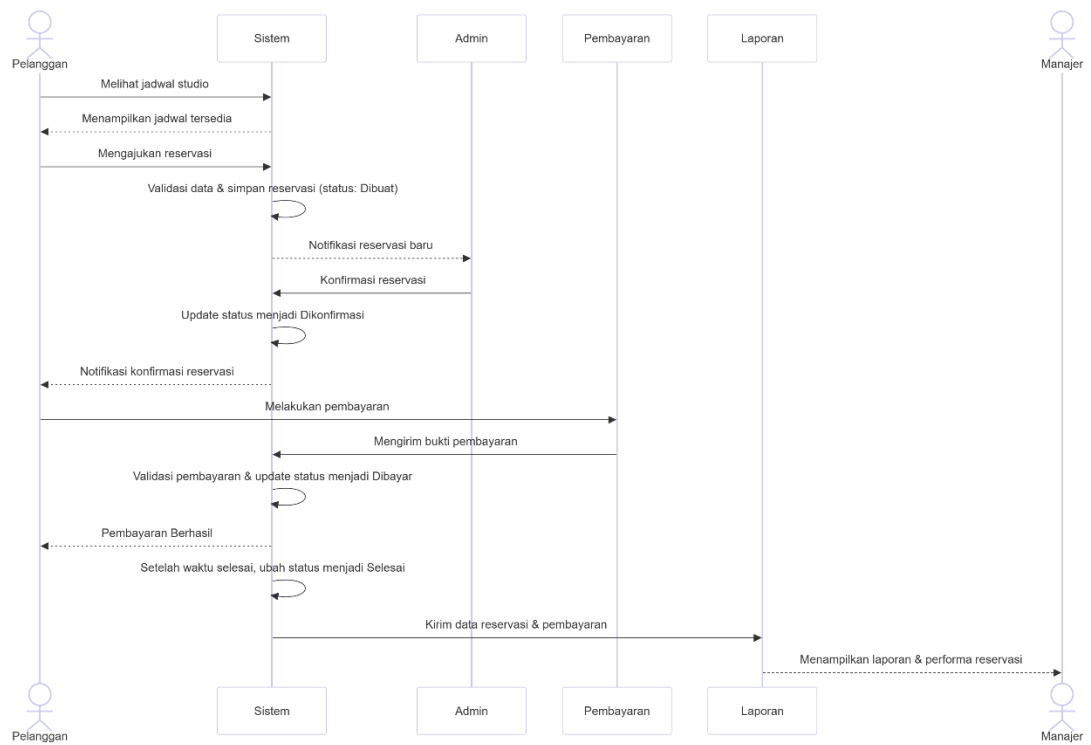 Pelanggan
Sistem
Admin
Pembayaran
Laporan
Manajer
Melihat jadwal studio
Menampilkan jadwal tersedia
Mengajukan reservasi
Validasi data & simpan reservasi (status: Dibuat)
Notifikasi reservasi baru
Konfirmasi reservasi
Update status menjadi Dikonfirmasi
Notifikasi konfirmasi reservasi
Melakukan pembayaran
Mengirim bukti pembayaran
Validasi pembayaran & update status menjadi Dibayar
Pembayaran Berhasil
Setelah waktu selesai, ubah status menjadi Selesai
Kirim data reservasi & pembayaran
Menampilkan laporan & performa reservasi
Pelanggan
Sistem
Admin
Pembayaran
Laporan
Manajer